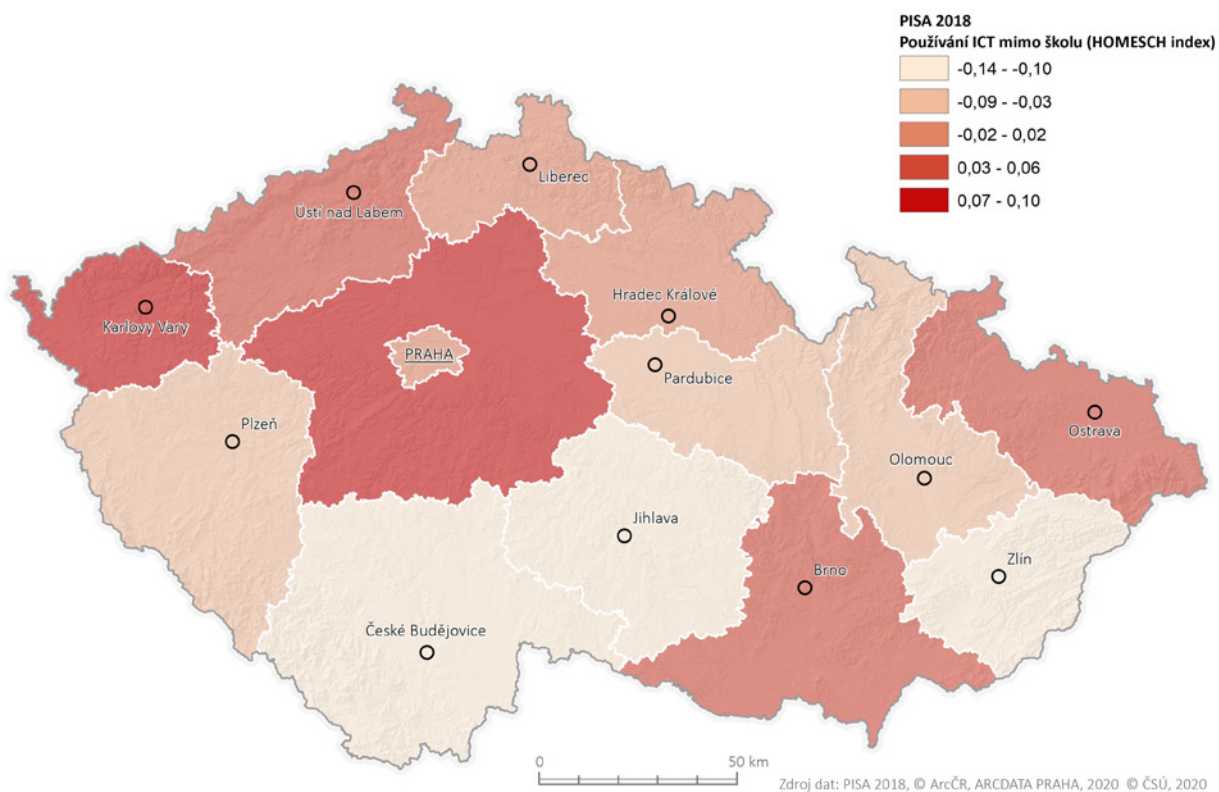 PISA 2018
Používání ICT mimo školu (HOMESCH index)
-0,14 - -0,10
-0,09 - -0,03
-0,02 - 0,02
0,03 - 0,06
0,07 - 0,10
Liberec
Ústí nad Labem
Hradec Králové
Karlovy Vary
PRAHA
Pardubice
Plzeň
Ostrava
Olomouc
Jihlava
Zlín
Brno
České Budějovice
0 50 km
Zdroj dat: PISA 2018, © ArcČR, ARCDATA PRAHA, 2020 © ČSÚ, 2020